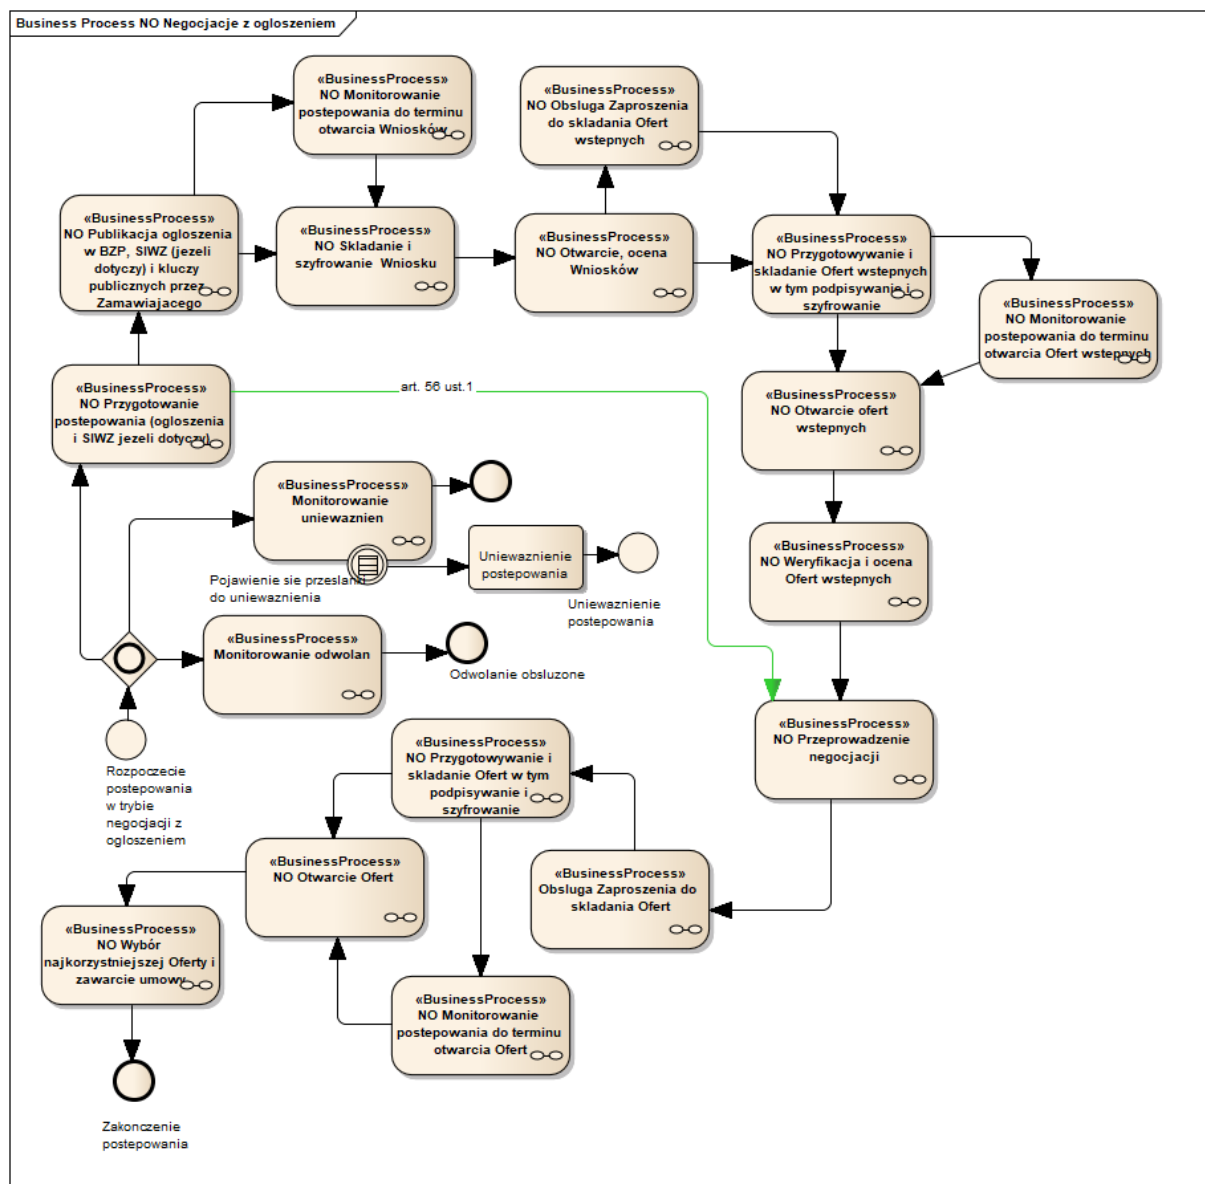 Business Process NO Negocjacje z ogloszeniem
«BusinessProcess»
NO Monitorowanie
postepowania do terminu
otwarcia Wniosków
«BusinessProcess»
NO Obsluga Zaproszenia
do skladania Ofert
wstepnych
«BusinessProcess»
NO Publikacja ogloszenia
w BZP, SIWZ (jezeli
dotyczy) i kluczy
publicznych przez
Zamawiajacego
«BusinessProcess»
NO Skladanie i
szyfrowanie Wniosku
«BusinessProcess»
NO Otwarcie, ocena
Wniosków
«BusinessProcess»
NO Przygotowywanie i
skladanie Ofert wstepnych
w tym podpisywanie i
szyfrowanie
«BusinessProcess»
NO Monitorowanie
postepowania do terminu
otwarcia Ofert wstepnych
«BusinessProcess»
NO Przygotowanie
postepowania (ogloszenia
i SIWZ jezeli dotyczy)
art. 56 ust.1
«BusinessProcess»
NO Otwarcie ofert
wstepnych
«BusinessProcess»
Monitorowanie
uniewaznien
Pojawienie sie przeslanki
do uniewaznienia
Uniewaznienie
postepowania
Uniewaznienie
postepowania
«BusinessProcess»
NO Weryfikacja i ocena
Ofert wstepnych
«BusinessProcess»
Monitorowanie odwolan
Odwolanie obsluzone
Rozpoczecie
postepowania
w trybie
negocjacji z
ogloszeniem
«BusinessProcess»
NO Przeprowadzenie
negocjacji
«BusinessProcess»
NO Przygotowywanie i
skladanie Ofert w tym
podpisywanie i
szyfrowanie
«BusinessProcess»
NO Otwarcie Ofert
«BusinessProcess»
Obsluga Zaproszenia do
skladania Ofert
«BusinessProcess»
NO Wybór
najkorzystniejszej Oferty i
zawarcie umowy
«BusinessProcess»
NO Monitorowanie
postepowania do terminu
otwarcia Ofert
Zakonczenie
postepowania